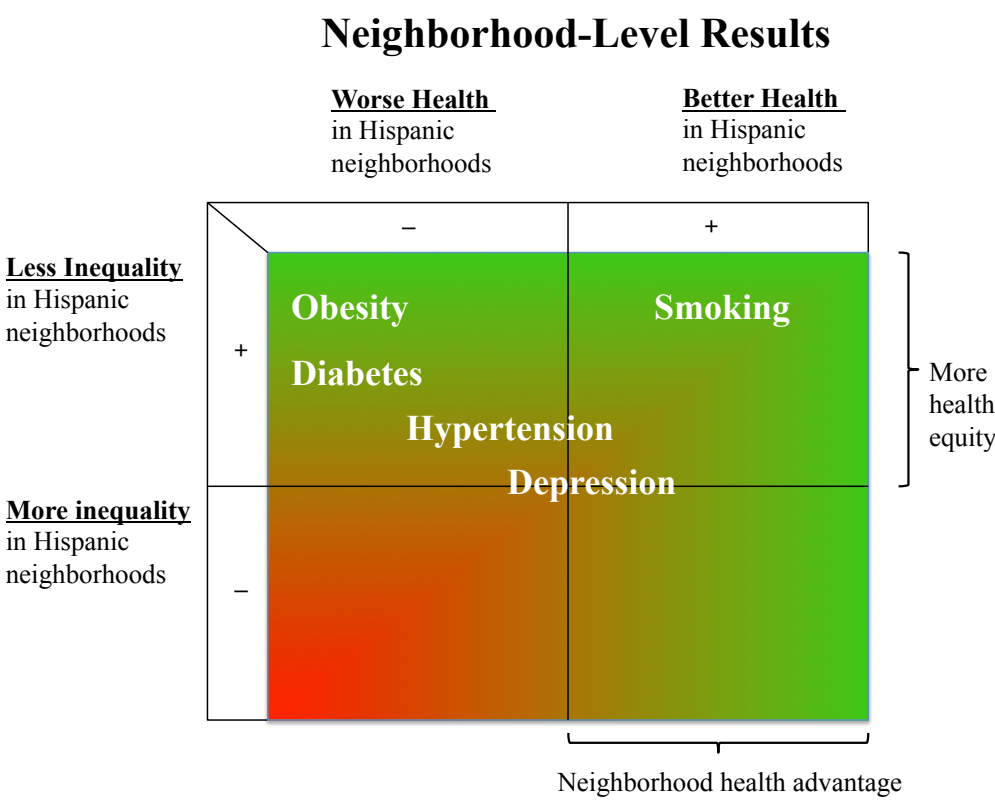 Neighborhood-Level Results
Worse Health
in Hispanic
neighborhoods
Better Health
in Hispanic
neighborhoods
– +
Less Inequality
in Hispanic
neighborhoods
+
Obesity Smoking
Diabetes
Hypertension
Depression
More
health
equity
More inequality
in Hispanic
neighborhoods
–
Neighborhood health advantage